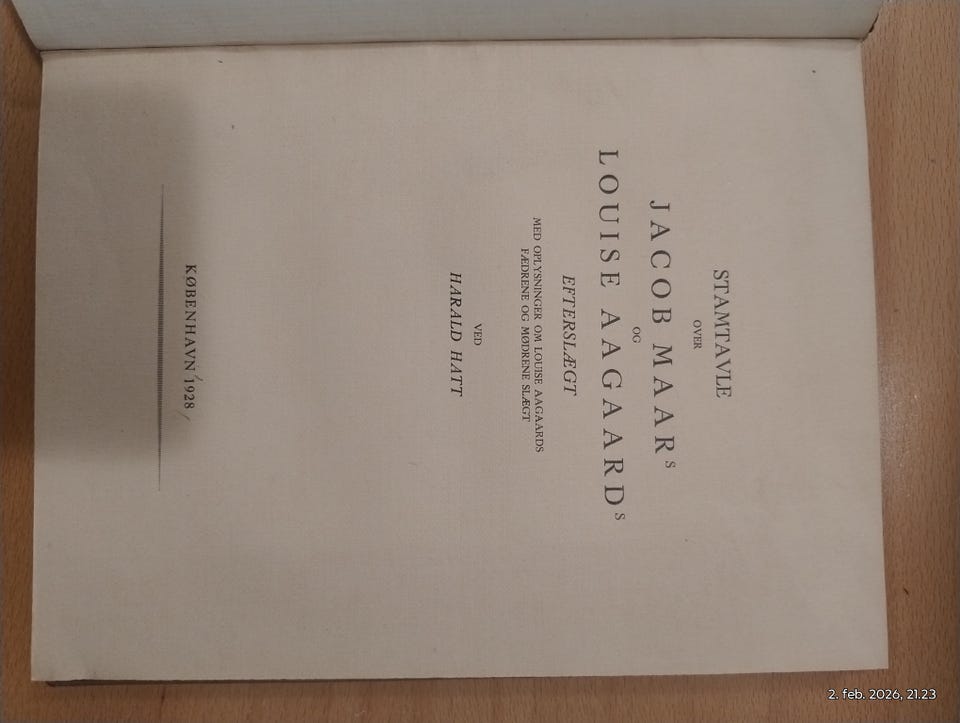 STAMTAVLE
OVER
JACOB MAARS
OG
LOUISE AAGAARDS
EFTERSLÆGT
MED OPLYSNINGER OM LOUISE AAGAARDS
FÆDRENE OG MØDRENE SLÆGT
VED
HARALD HATT
KØBENHAVN 1928
2. feb. 2026, 21.23